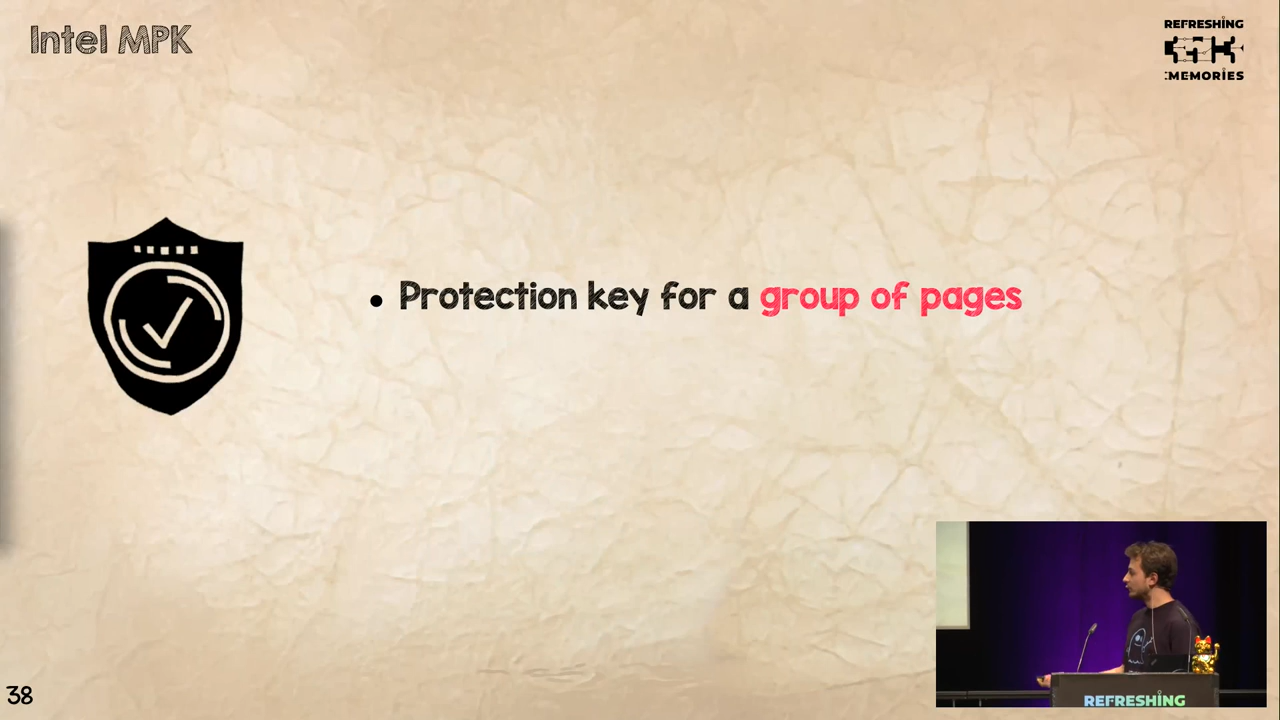 Intel MPK
REFRESHING
:MEMORIES
• Protection key for a group of pages
REFRESHING
38